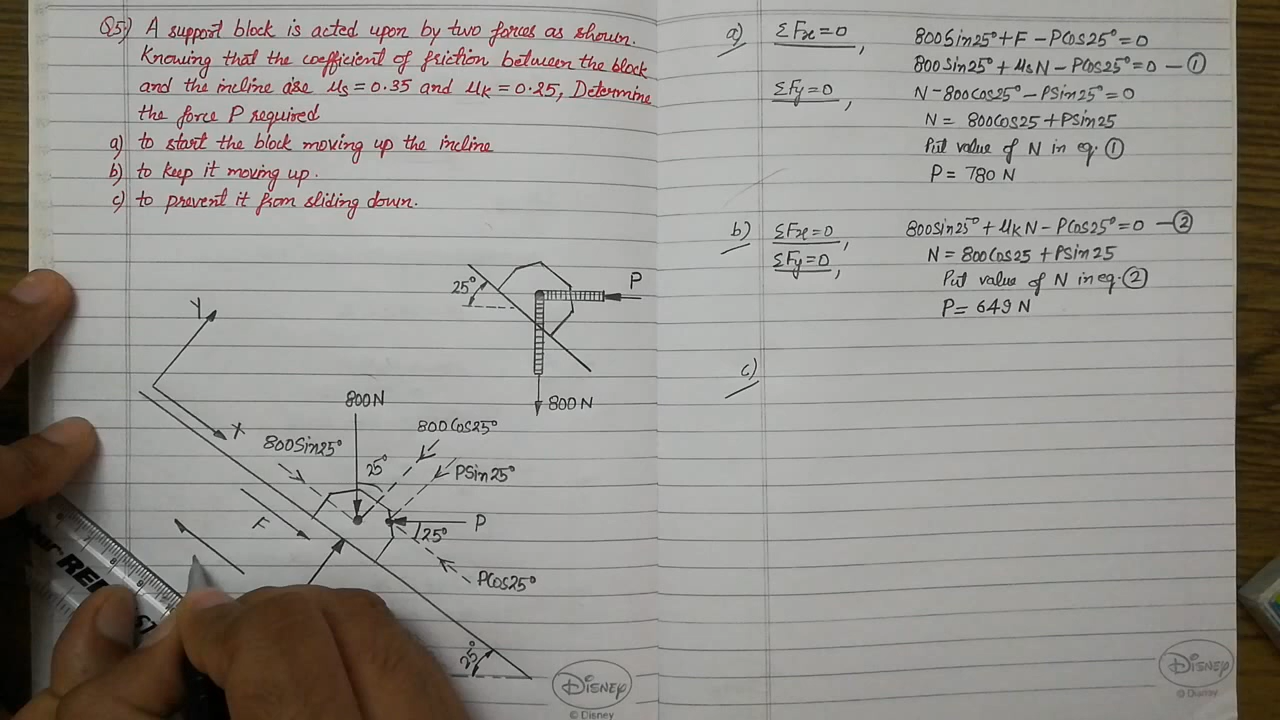 Q5) A support block is acted upon by two forces as shown.
Knowing that the coefficient of friction between the block
and the incline are μs = 0.35 and μK = 0.25, Determine
the force P required
a) to start the block moving up the incline
b) to keep it moving up.
c) to prevent it from sliding down.
25°
P
800N
Y
X
800N
800Sin25°
25°
800Cos25°
PSin25°
F
P
25°
PCos25°
25°
DISNEY
© Disney
a) ΣFx=0, 800Sin25°+F-PCos25°=0
800Sin25°+μsN-PCos25°=0 - ①
ΣFy=0, N-800Cos25°-PSin25°=0
N= 800Cos25+PSin25
Put value of N in eq. ①
P= 780 N
b) ΣFx=0, 800Sin25°+μKN-PCos25°=0 - ②
ΣFy=0, N=800Cos25+PSin25
Put value of N in eq. ②
P= 649 N
c)
DISNEY
© Disney